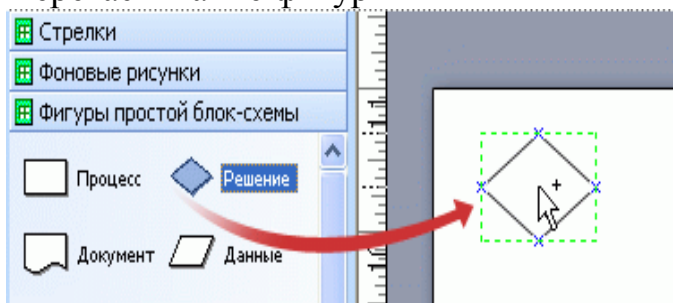 Стрелки
Фоновые рисунки
Фигуры простой блок-схемы
Процесс Решение
Документ Данные